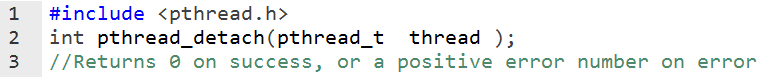 1 #include <pthread.h>
2 int pthread_detach(pthread_t  thread );
3 //Returns 0 on success, or a positive error number on error